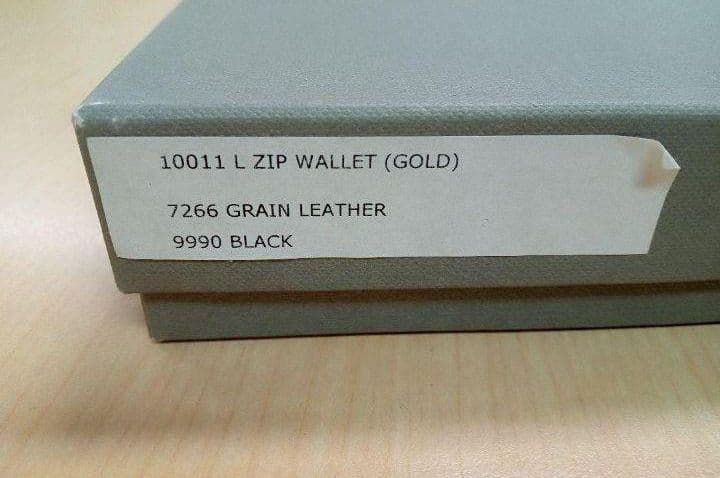 10011 L ZIP WALLET (GOLD)
7266 GRAIN LEATHER
9990 BLACK